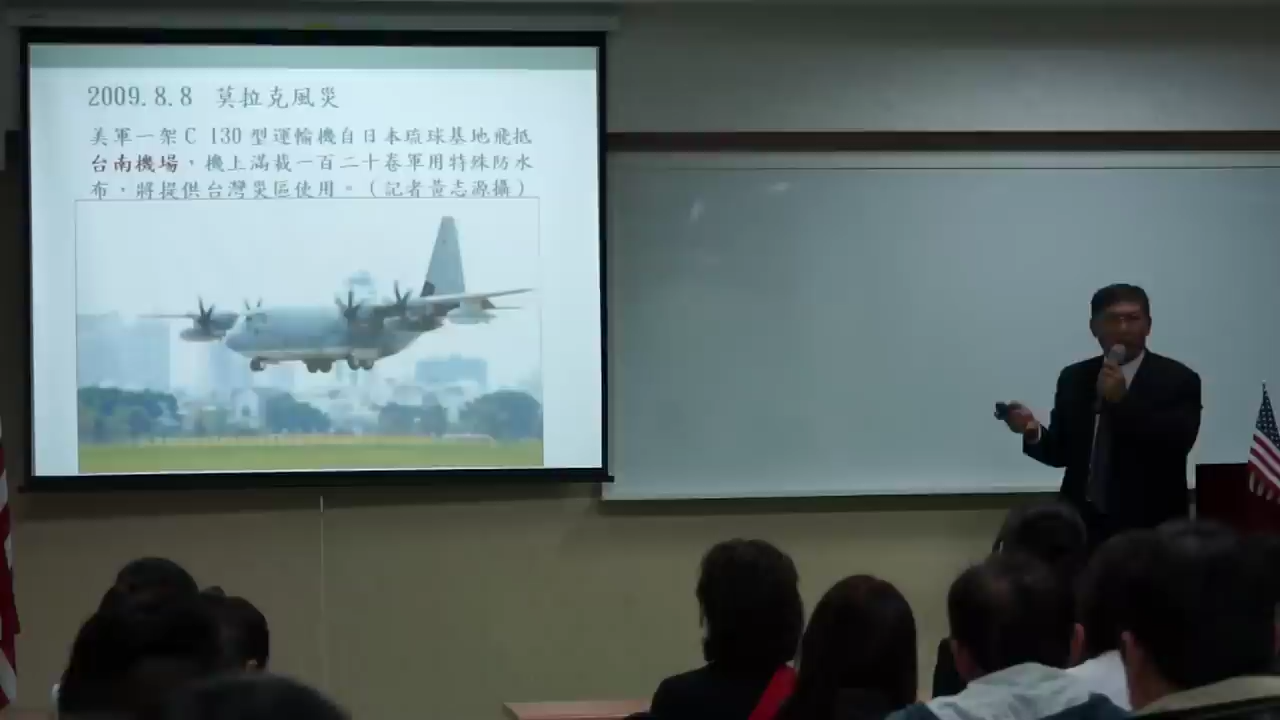 2009.8.8 莫拉克風災
美軍一架C 130型運輸機自日本琉球基地飛抵
台南機場，機上滿載一百二十卷軍用特殊防水
布，將提供台灣災區使用。（記者黃志源攝）